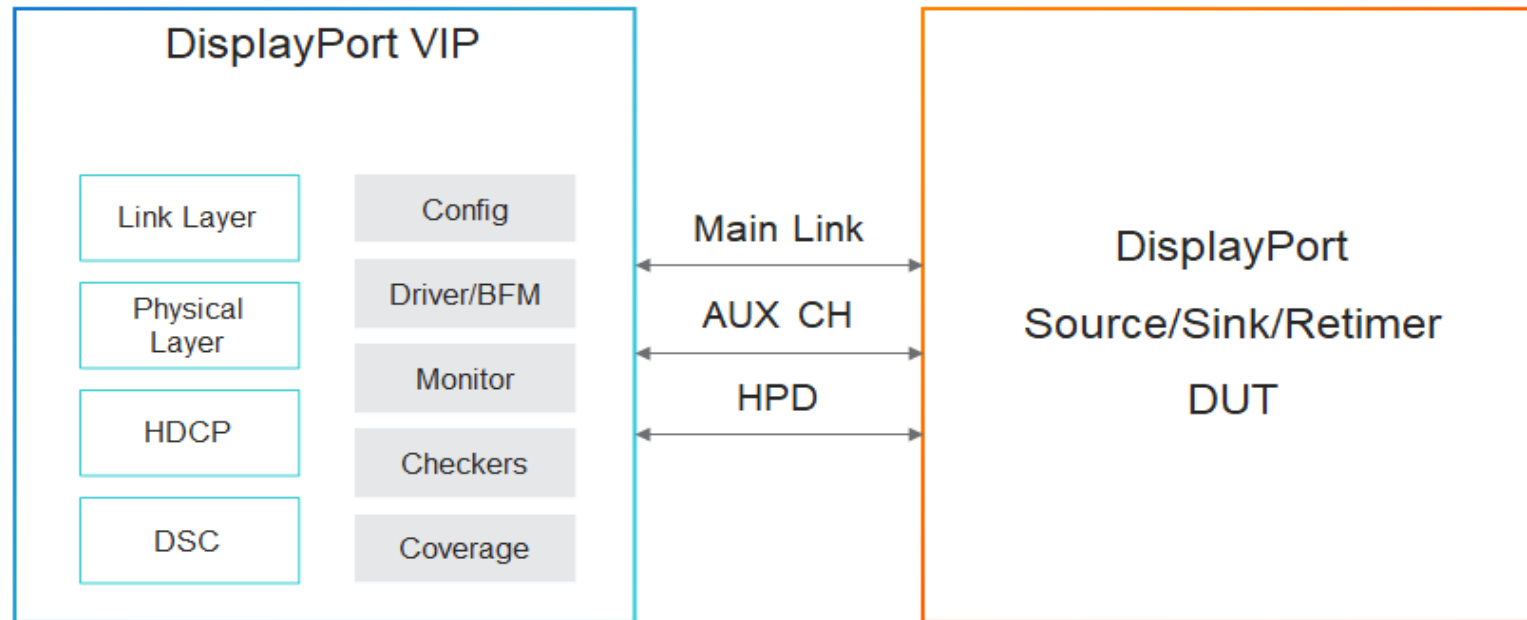 DisplayPort VIP
Link Layer
Physical
Layer
HDCP
DSC
Config
Driver/BFM
Monitor
Checkers
Coverage
Main Link
AUX CH
HPD
DisplayPort
Source/Sink/Retimer
DUT